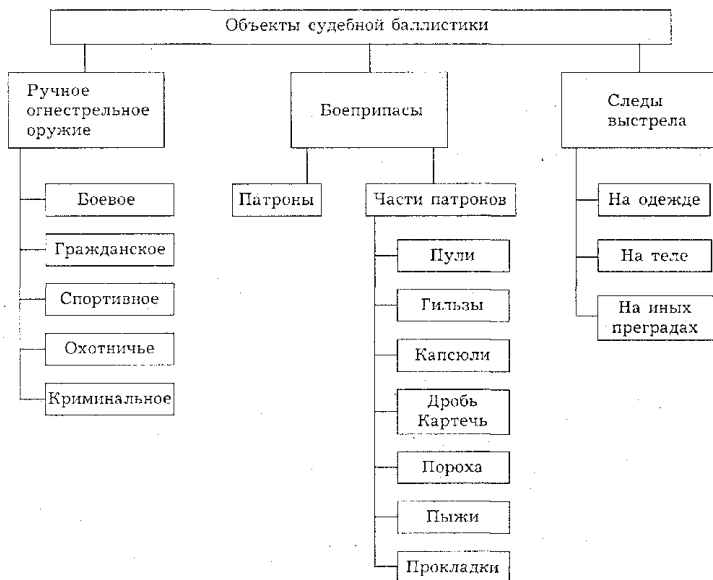 Объекты судебной баллистики
Ручное
огнестрельное
оружие
Боевое
Гражданское
Спортивное
Охотничье
Криминальное
Боеприпасы
Патроны
Части патронов
Пули
Гильзы
Капсюли
Дробь
Картечь
Пороха
Пыжи
Прокладки
Следы
выстрела
На одежде
На теле
На иных
преградах